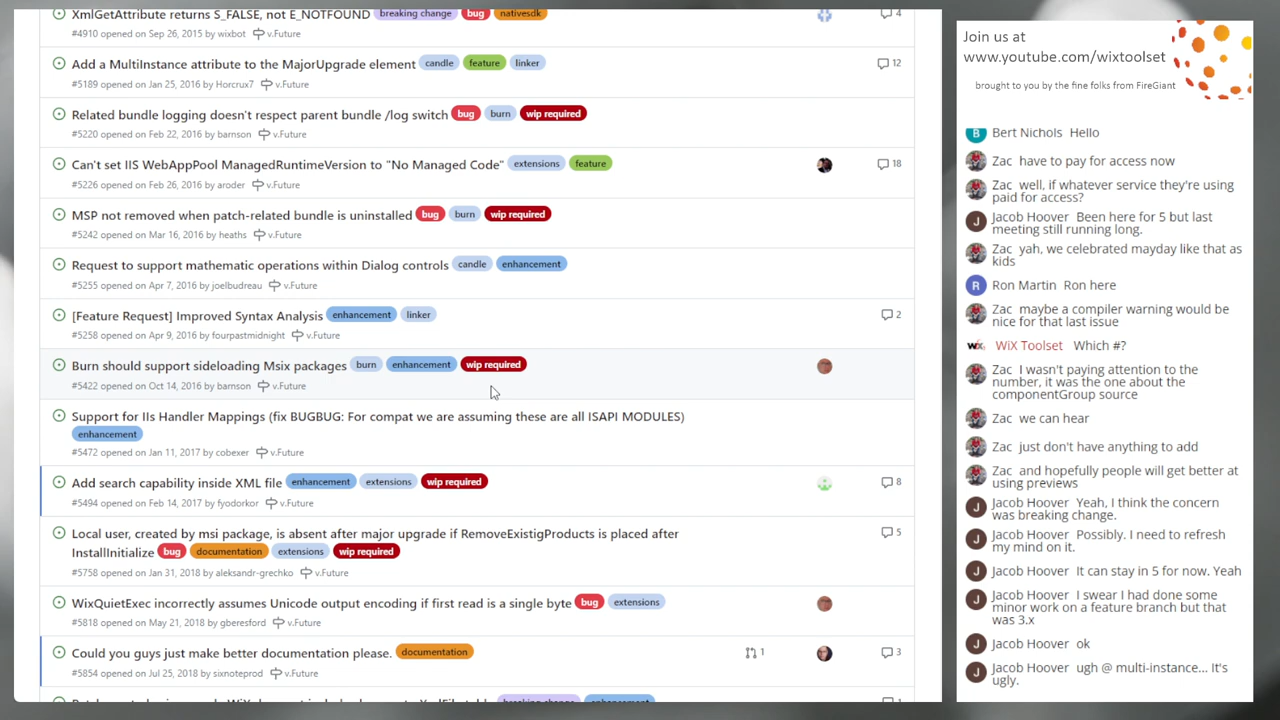 XmlGetAttribute returns S_FALSE, not E_NOTFOUND breaking change bug nativesdk 4
#4910 opened on Sep 26, 2015 by wixbot v.Future
Add a MultiInstance attribute to the MajorUpgrade element candle feature linker 12
#5189 opened on Jan 25, 2016 by Horcrux7 v.Future
Related bundle logging doesn't respect parent bundle /log switch bug burn wip required
#5220 opened on Feb 22, 2016 by barnson v.Future
Can't set IIS WebAppPool ManagedRuntimeVersion to "No Managed Code" extensions feature 18
#5226 opened on Feb 26, 2016 by aroder v.Future
MSP not removed when patch-related bundle is uninstalled bug burn wip required
#5242 opened on Mar 16, 2016 by heaths v.Future
Request to support mathematic operations within Dialog controls candle enhancement
#5255 opened on Apr 7, 2016 by joelbudreau v.Future
[Feature Request] Improved Syntax Analysis enhancement linker 2
#5258 opened on Apr 9, 2016 by fourpastmidnight v.Future
Burn should support sideloading Msix packages burn enhancement wip required
#5422 opened on Oct 14, 2016 by barnson v.Future
Support for IIs Handler Mappings (fix BUGBUG: For compat we are assuming these are all ISAPI MODULES)
enhancement
#5472 opened on Jan 11, 2017 by cobexer v.Future
Add search capability inside XML file enhancement extensions wip required 8
#5494 opened on Feb 14, 2017 by fyodorkor v.Future
Local user, created by msi package, is absent after major upgrade if RemoveExistigProducts is placed after
InstallInitialize bug documentation extensions wip required 5
#5758 opened on Jan 31, 2018 by aleksandr-grechko v.Future
WixQuietExec incorrectly assumes Unicode output encoding if first read is a single byte bug extensions
#5818 opened on May 21, 2018 by gberesford v.Future
Could you guys just make better documentation please. documentation 1 3
#5854 opened on Jul 25, 2018 by sixnoteprod v.Future
Join us at
www.youtube.com/wixtoolset
brought to you by the fine folks from FireGiant
B Bert Nichols Hello
Zac have to pay for access now
Zac well, if whatever service they're using
paid for access?
J Jacob Hoover Been here for 5 but last
meeting still running long.
Zac yah, we celebrated mayday like that as
kids
R Ron Martin Ron here
Zac maybe a compiler warning would be
nice for that last issue
WiX WiX Toolset Which #?
Zac I wasn't paying attention to the
number, it was the one about the
componentGroup source
Zac we can hear
Zac just don't have anything to add
Zac and hopefully people will get better at
using previews
J Jacob Hoover Yeah, I think the concern
was breaking change.
J Jacob Hoover Possibly. I need to refresh
my mind on it.
J Jacob Hoover It can stay in 5 for now. Yeah
J Jacob Hoover I swear I had done some
minor work on a feature branch but that
was 3.x
J Jacob Hoover ok
J Jacob Hoover ugh @ multi-instance... It's
ugly.